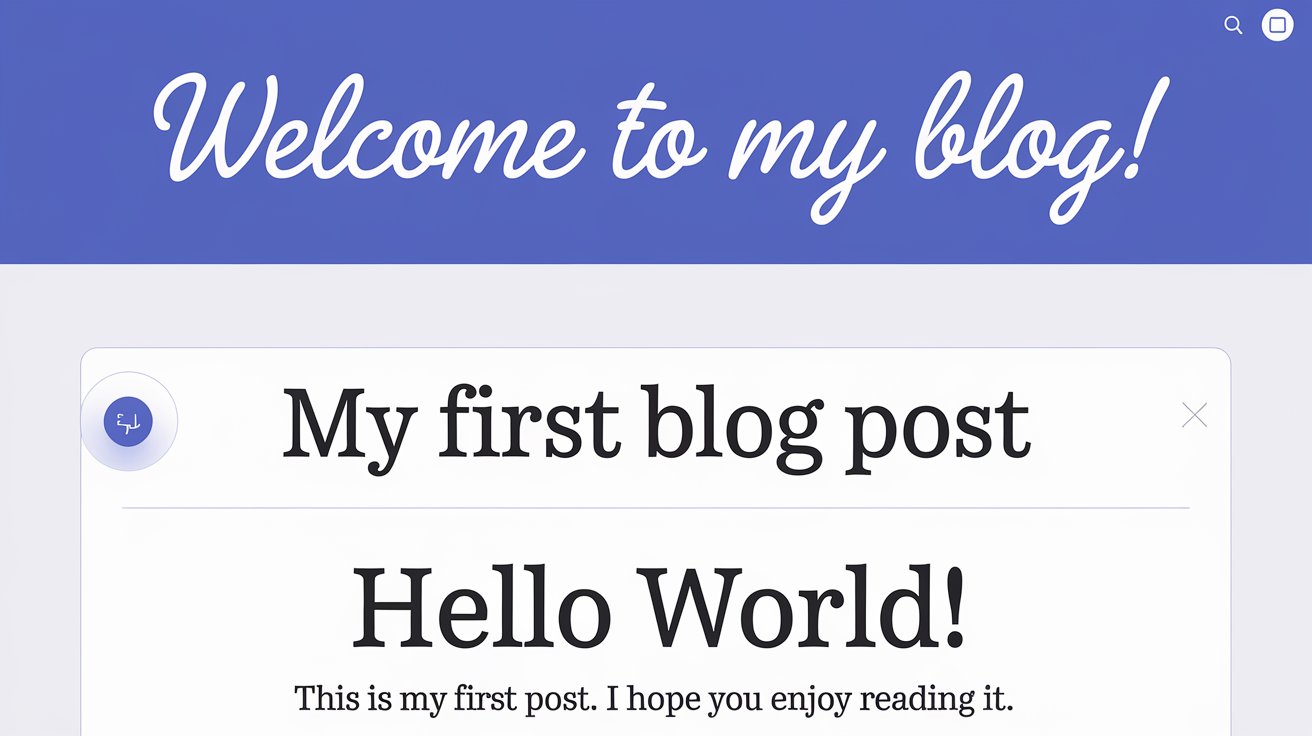 Welcome to my blog!
My first blog post
Hello World!
This is my first post. I hope you enjoy reading it.